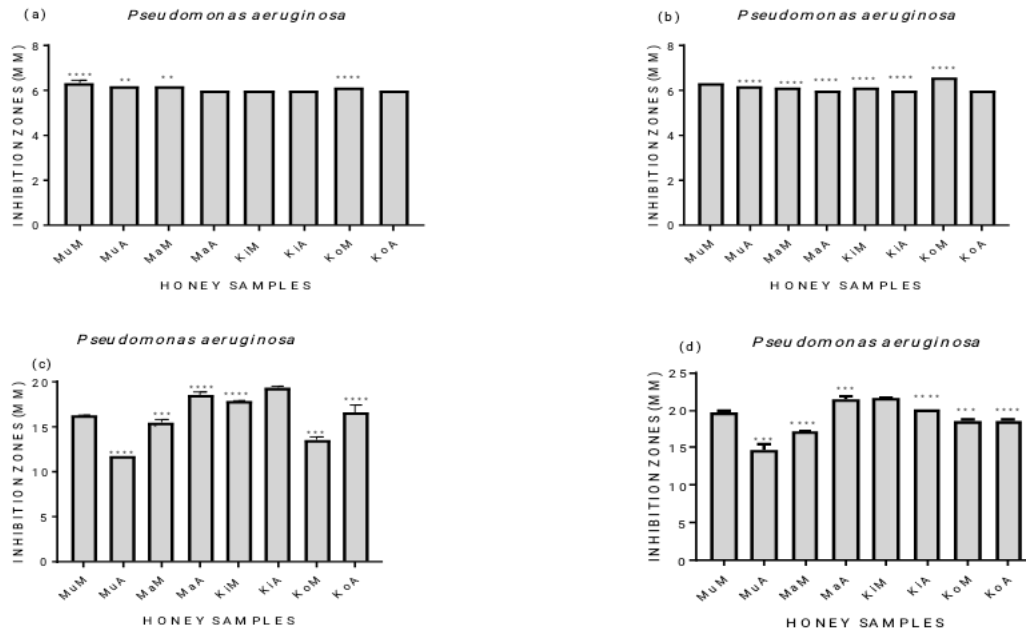 (a)
Pseudomonas aeruginosa
INHIBITION ZONES (MM)
8
6
4
2
0
**** ** ** ****
MuM MuA MaM MaA KiM KiA KoM KoA
HONEY SAMPLES
(b)
Pseudomonas aeruginosa
INHIBITION ZONES (MM)
8
6
4
2
0
**** **** **** **** **** ****
MuM MuA MaM MaA KiM KiA KoM KoA
HONEY SAMPLES
(c)
Pseudomonas aeruginosa
INHIBITION ZONES (MM)
20
15
10
5
0
**** *** **** **** *** ****
MuM MuA MaM MaA KiM KiA KoM KoA
HONEY SAMPLES
(d)
Pseudomonas aeruginosa
INHIBITION ZONES (MM)
25
20
15
10
5
0
*** **** *** **** *** ****
MuM MuA MaM MaA KiM KiA KoM KoA
HONEY SAMPLES